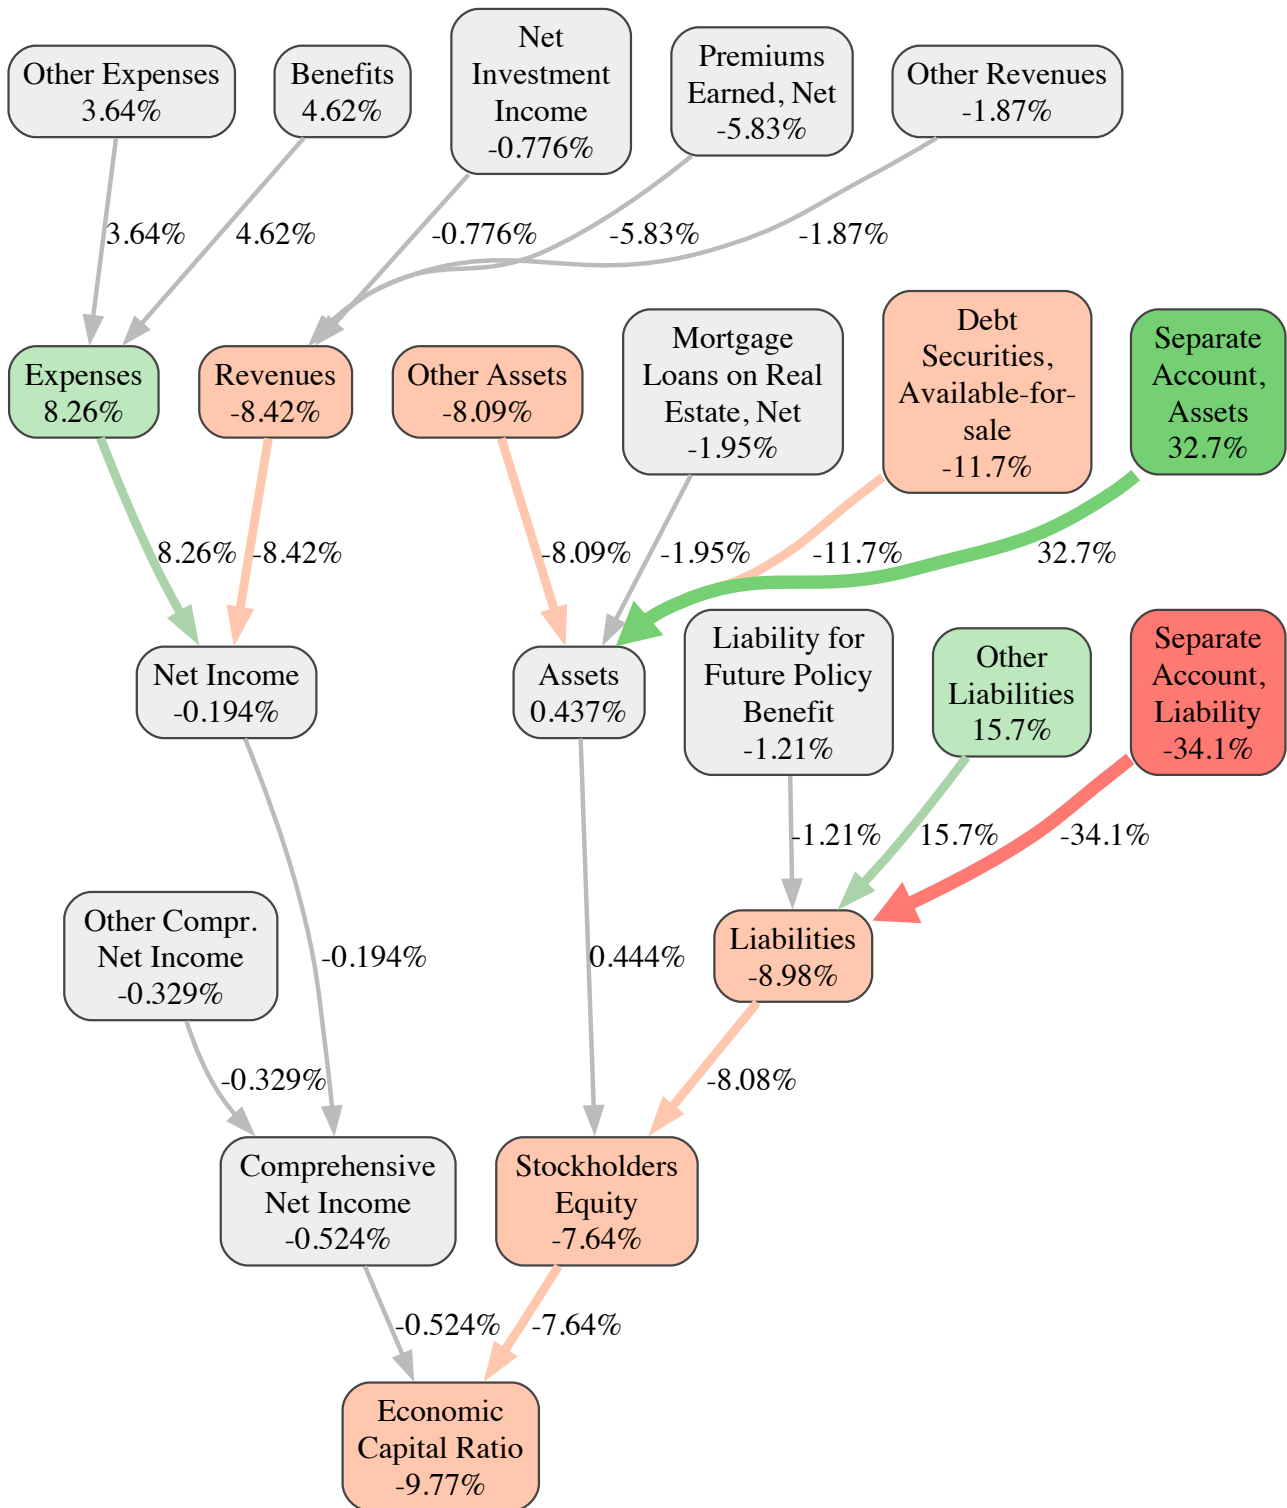 Other Expenses
3.64%
Benefits
4.62%
Net
Investment
Income
-0.776%
Premiums
Earned, Net
-5.83%
Other Revenues
-1.87%
3.64%
4.62%
-0.776%
-5.83%
-1.87%
Expenses
8.26%
Revenues
-8.42%
Other Assets
-8.09%
Mortgage
Loans on Real
Estate, Net
-1.95%
Debt
Securities,
Available-for-
sale
-11.7%
Separate
Account,
Assets
32.7%
8.26%
-8.42%
-8.09%
-1.95%
-11.7%
32.7%
Net Income
-0.194%
Assets
0.437%
Liability for
Future Policy
Benefit
-1.21%
Other
Liabilities
15.7%
Separate
Account,
Liability
-34.1%
-1.21%
15.7%
-34.1%
Other Compr.
Net Income
-0.329%
-0.194%
0.444%
Liabilities
-8.98%
-0.329%
-8.08%
Comprehensive
Net Income
-0.524%
Stockholders
Equity
-7.64%
-0.524%
-7.64%
Economic
Capital Ratio
-9.77%